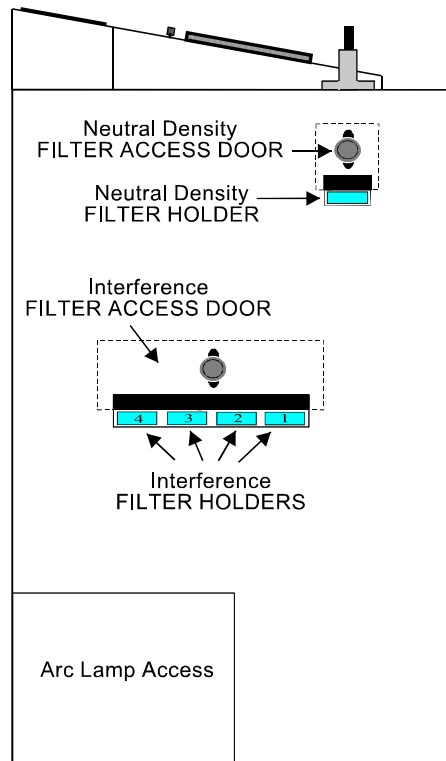 Neutral Density
FILTER ACCESS DOOR
Neutral Density
FILTER HOLDER
Interference
FILTER ACCESS DOOR
4 3 2 1
Interference
FILTER HOLDERS
Arc Lamp Access